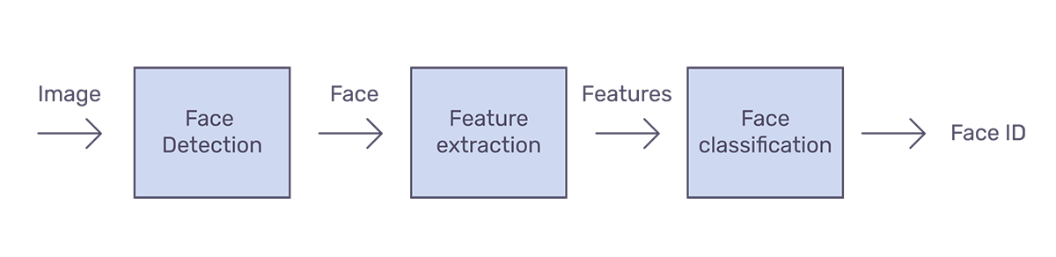 Image
Face
Detection
Face
Feature
extraction
Features
Face
classification
Face ID